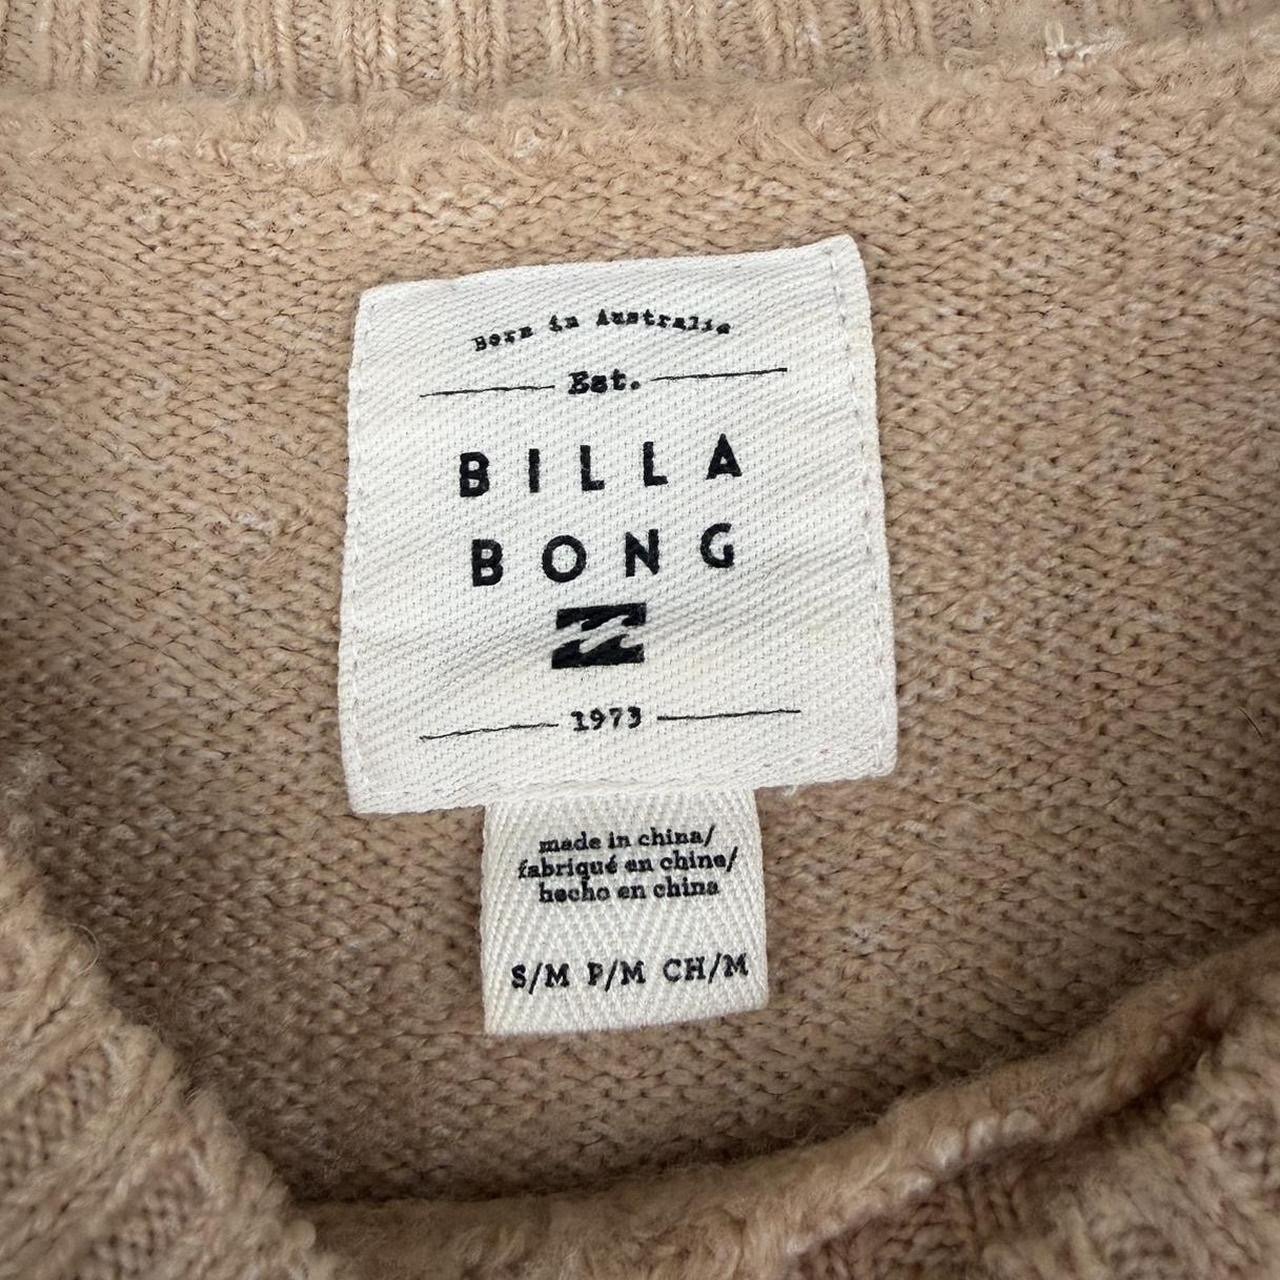 Born in Australia
Est.
BILLA
BONG
1973
made in china/
fabriqué en chine/
hecho en china
S/M P/M CH/M